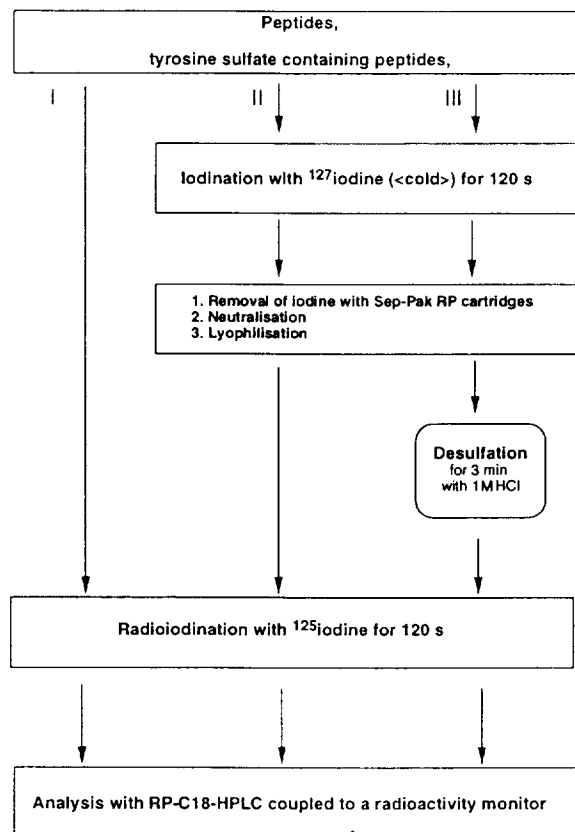 Peptides,
tyrosine sulfate containing peptides,
I II III
Iodination with 127iodine (<cold>) for 120 s
1. Removal of iodine with Sep-Pak RP cartridges
2. Neutralisation
3. Lyophilisation
Desulfation
for 3 min
with 1M HCl
Radioiodination with 125iodine for 120 s
Analysis with RP-C18-HPLC coupled to a radioactivity monitor